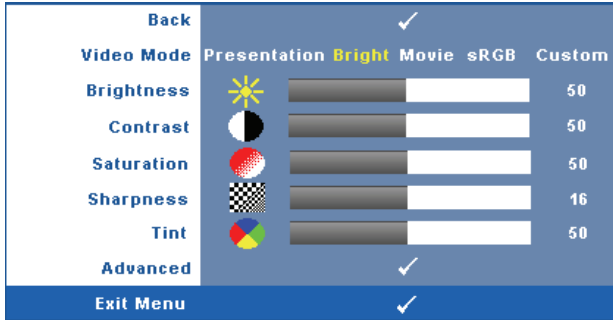 Back
Video Mode Presentation Bright Movie sRGB Custom
Brightness 50
Contrast 50
Saturation 50
Sharpness 16
Tint 50
Advanced
Exit Menu